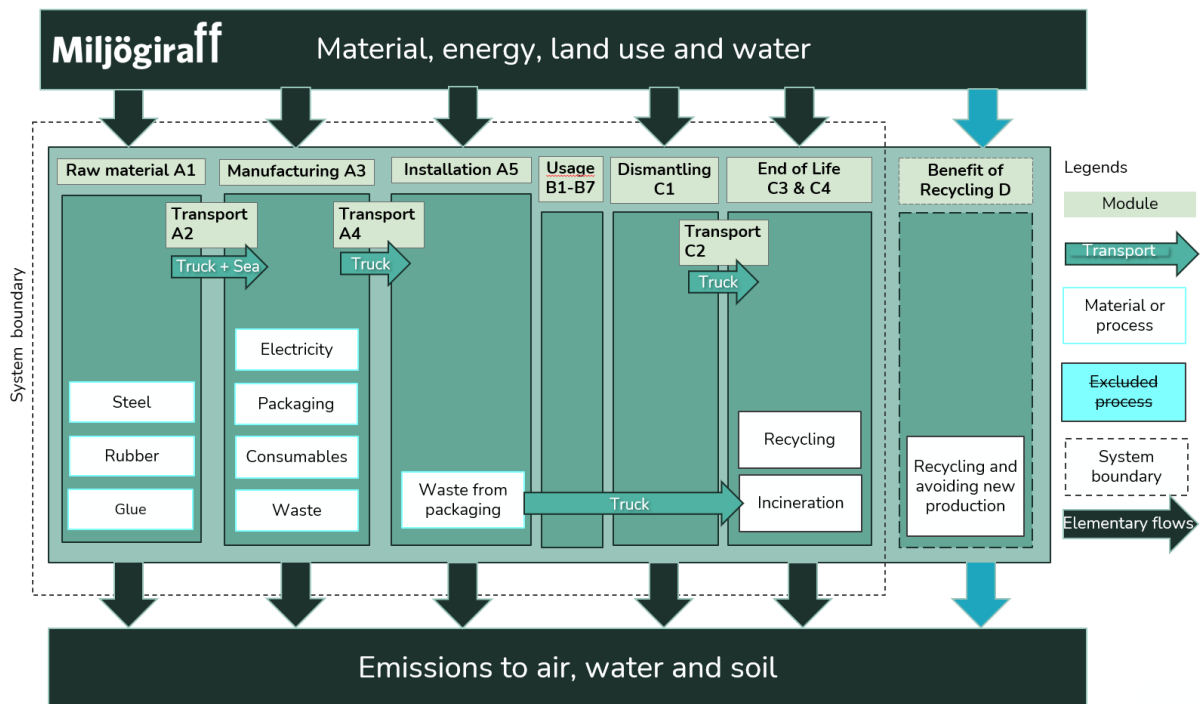 Miljögiraff
Material, energy, land use and water
System boundary
Raw material A1
Manufacturing A3
Installation A5
Usage
B1-B7
Dismantling
C1
End of Life
C3 & C4
Benefit of
Recycling D
Transport
A2
Truck + Sea
Transport
A4
Truck
Transport
C2
Truck
Steel
Rubber
Glue
Electricity
Packaging
Consumables
Waste
Waste from
packaging
Truck
Recycling
Incineration
Recycling and
avoiding new
production
Legends
Module
Transport
Material or
process
Excluded
process
System
boundary
Elementary flows
Emissions to air, water and soil